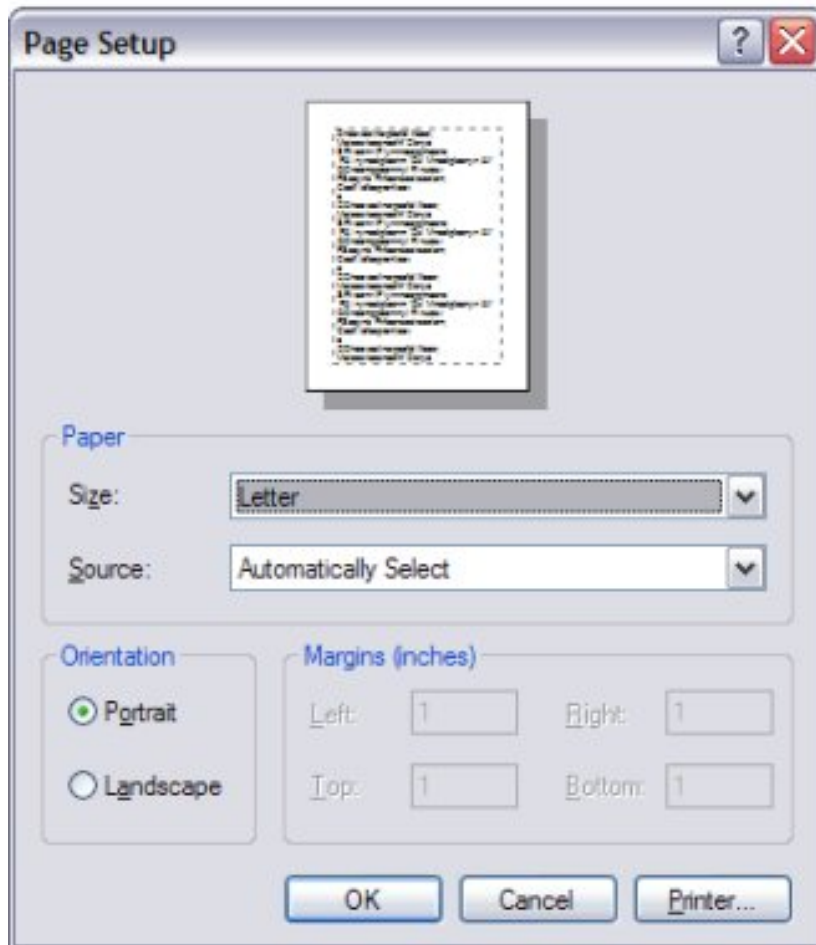 Page Setup
Paper
Size: Letter
Source: Automatically Select
Orientation
Margins (inches)
Portrait
Left: 1 Right: 1
Landscape
Top: 1 Bottom: 1
OK Cancel Printer...